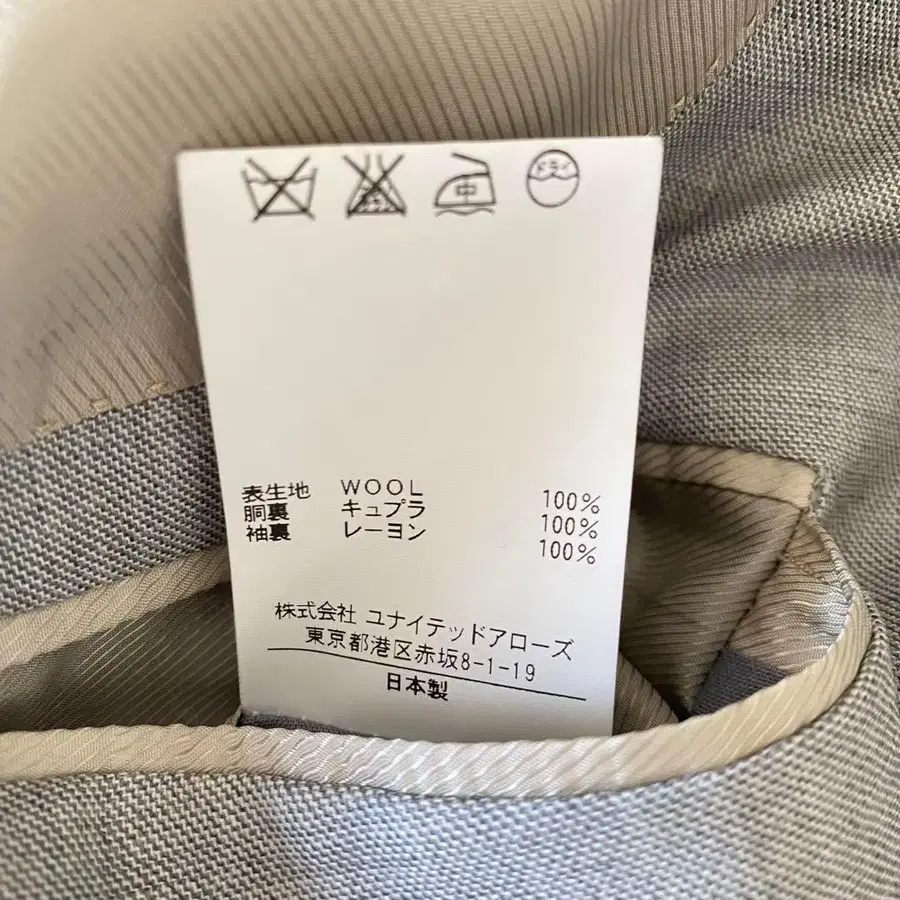 中 ドライ
表生地 WOOL 100%
胴裏 キュプラ 100%
袖裏 レーヨン 100%
株式会社 ユナイテッドアローズ
東京都港区赤坂8-1-19
日本製